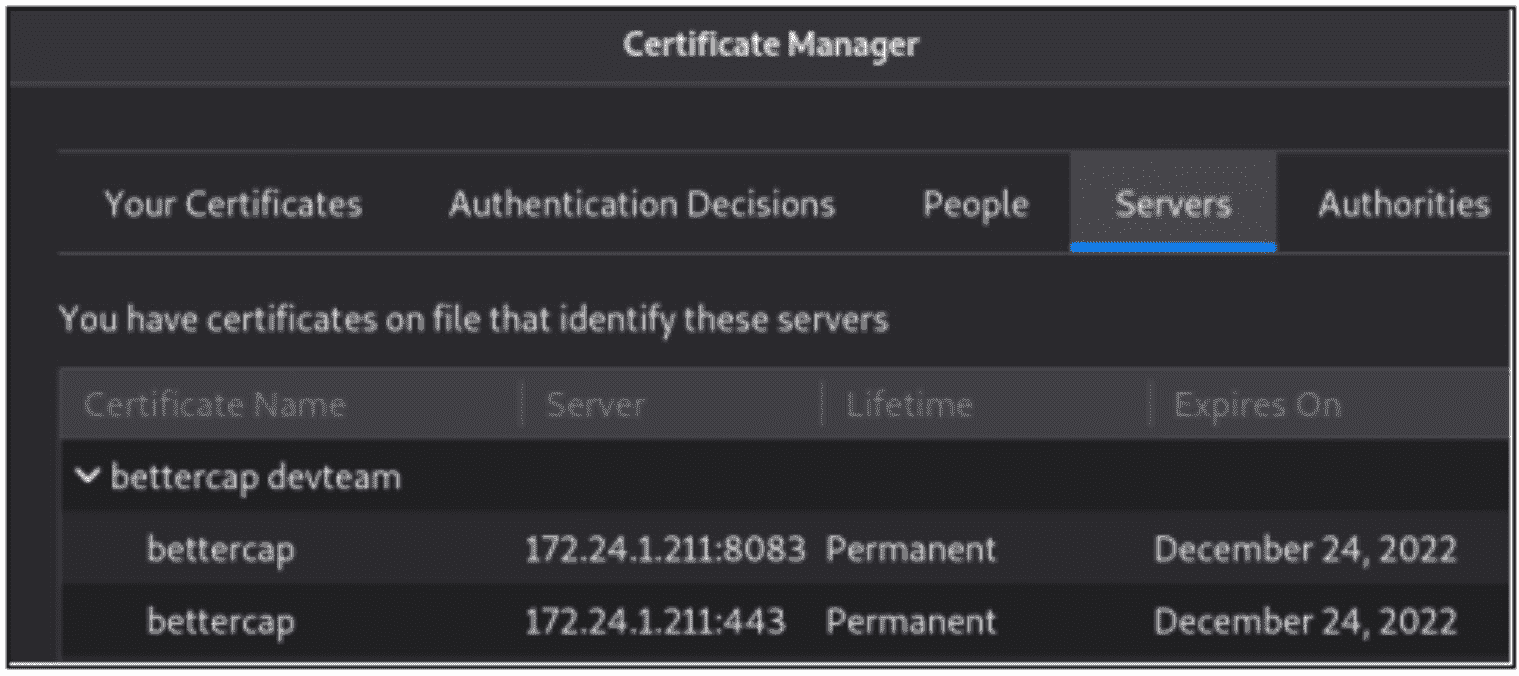 Certificate Manager
Your Certificates Authentication Decisions People Servers Authorities
You have certificates on file that identify these servers
Certificate Name Server Lifetime Expires On
bettercap devteam
bettercap 172.24.1.211:8083 Permanent December 24, 2022
bettercap 172.24.1.211:443 Permanent December 24, 2022